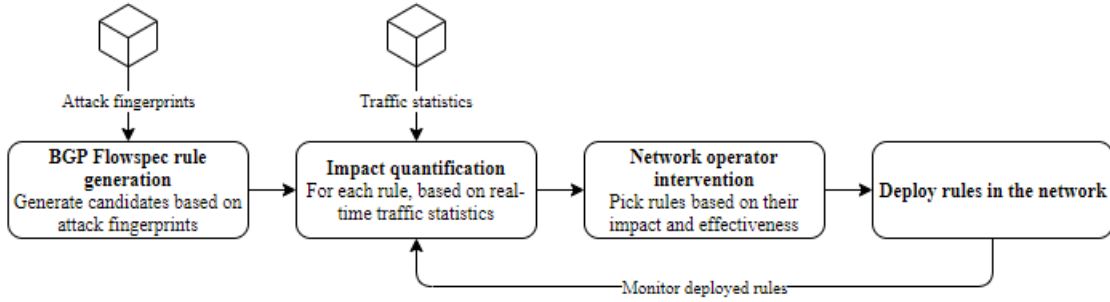 Attack fingerprints
Traffic statistics
BGP Flowspec rule
generation
Generate candidates based on
attack fingerprints
Impact quantification
For each rule, based on real-
time traffic statistics
Network operator
intervention
Pick rules based on their
impact and effectiveness
Deploy rules in the network
Monitor deployed rules